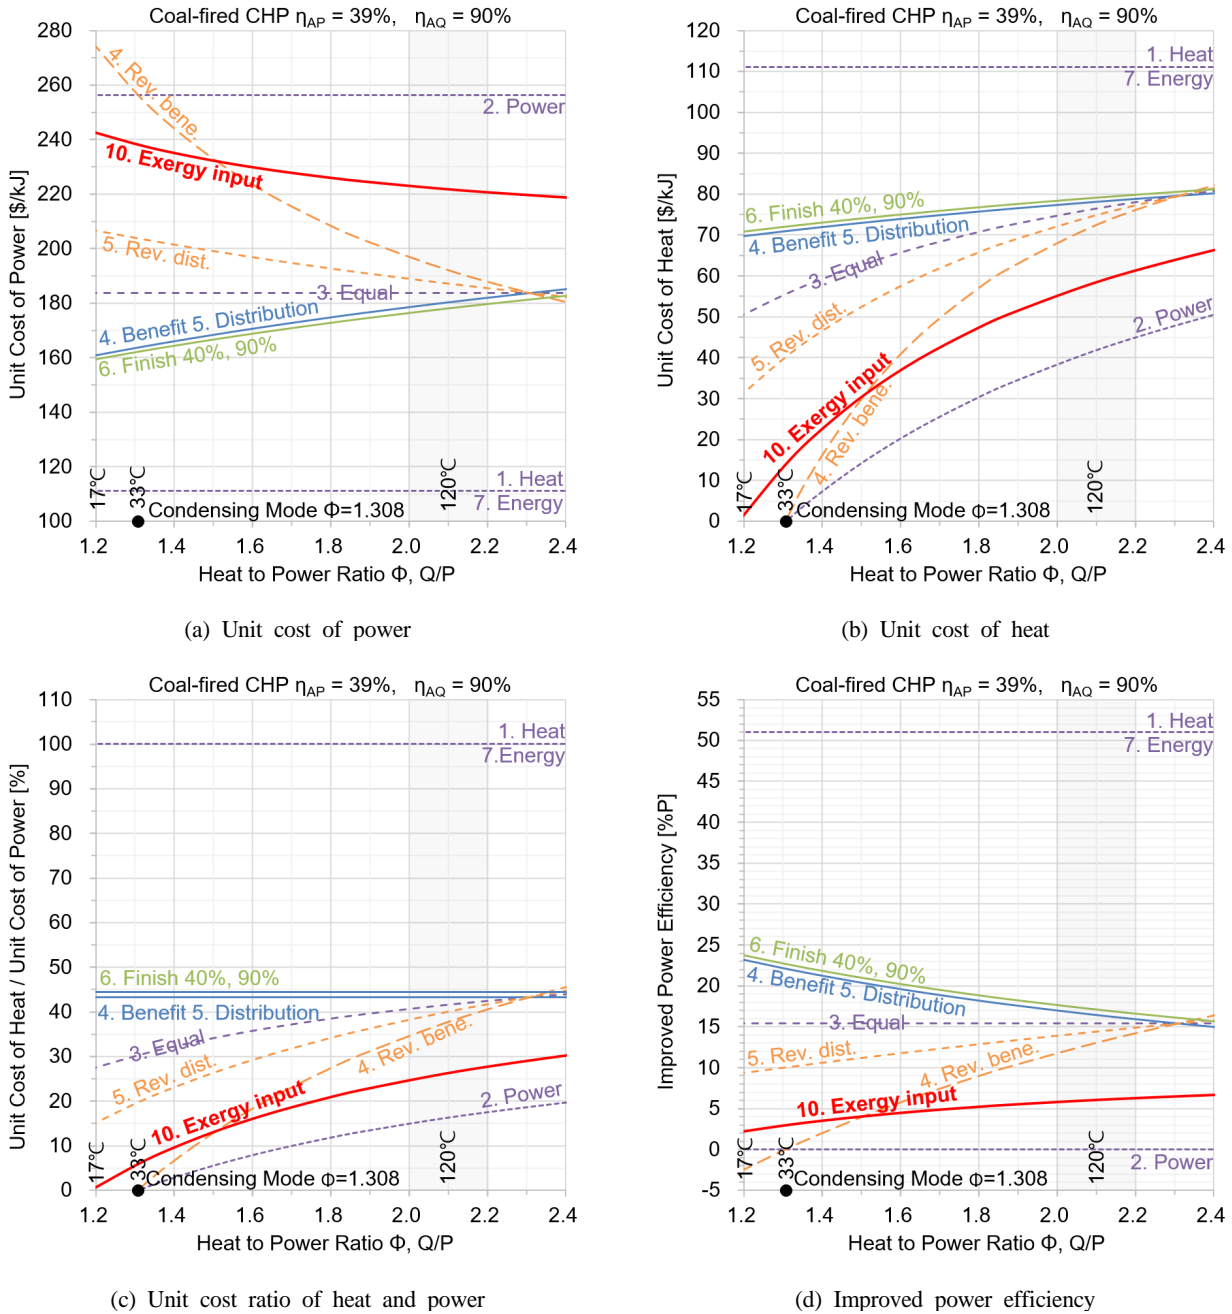 Coal-fired CHP ηAP = 39%, ηAQ = 90%
280
260
240
220
200
180
160
140
120
100
Unit Cost of Power [$/kJ]
4. Rev. bene.
2. Power
10. Exergy input
5. Rev. dist.
3. Equal
4. Benefit 5. Distribution
6. Finish 40%, 90%
17℃
33℃
120℃
1. Heat
7. Energy
Condensing Mode Φ=1.308
1.2 1.4 1.6 1.8 2.0 2.2 2.4
Heat to Power Ratio Φ, Q/P
(a) Unit cost of power
Coal-fired CHP ηAP = 39%, ηAQ = 90%
120
110
100
90
80
70
60
50
40
30
20
10
0
Unit Cost of Heat [$/kJ]
1. Heat
7. Energy
6. Finish 40%, 90%
4. Benefit 5. Distribution
3. Equal
5. Rev. dist.
2. Power
10. Exergy input
4. Rev. bene.
17℃
33℃
120℃
Condensing Mode Φ=1.308
1.2 1.4 1.6 1.8 2.0 2.2 2.4
Heat to Power Ratio Φ, Q/P
(b) Unit cost of heat
Coal-fired CHP ηAP = 39%, ηAQ = 90%
110
100
90
80
70
60
50
40
30
20
10
0
Unit Cost of Heat / Unit Cost of Power [%]
1. Heat
7.Energy
6. Finish 40%, 90%
4. Benefit 5. Distribution
3. Equal
4. Rev. bene.
5. Rev. dist.
10. Exergy input
2. Power
17℃
33℃
120℃
Condensing Mode Φ=1.308
1.2 1.4 1.6 1.8 2.0 2.2 2.4
Heat to Power Ratio Φ, Q/P
(c) Unit cost ratio of heat and power
Coal-fired CHP ηAP = 39%, ηAQ = 90%
55
50
45
40
35
30
25
20
15
10
5
0
-5
Improved Power Efficiency [%P]
1. Heat
7. Energy
6. Finish 40%, 90%
4. Benefit 5. Distribution
3. Equal
5. Rev. dist.
4. Rev. bene.
10. Exergy input
17℃
33℃
120℃
2. Power
Condensing Mode Φ=1.308
1.2 1.4 1.6 1.8 2.0 2.2 2.4
Heat to Power Ratio Φ, Q/P
(d) Improved power efficiency